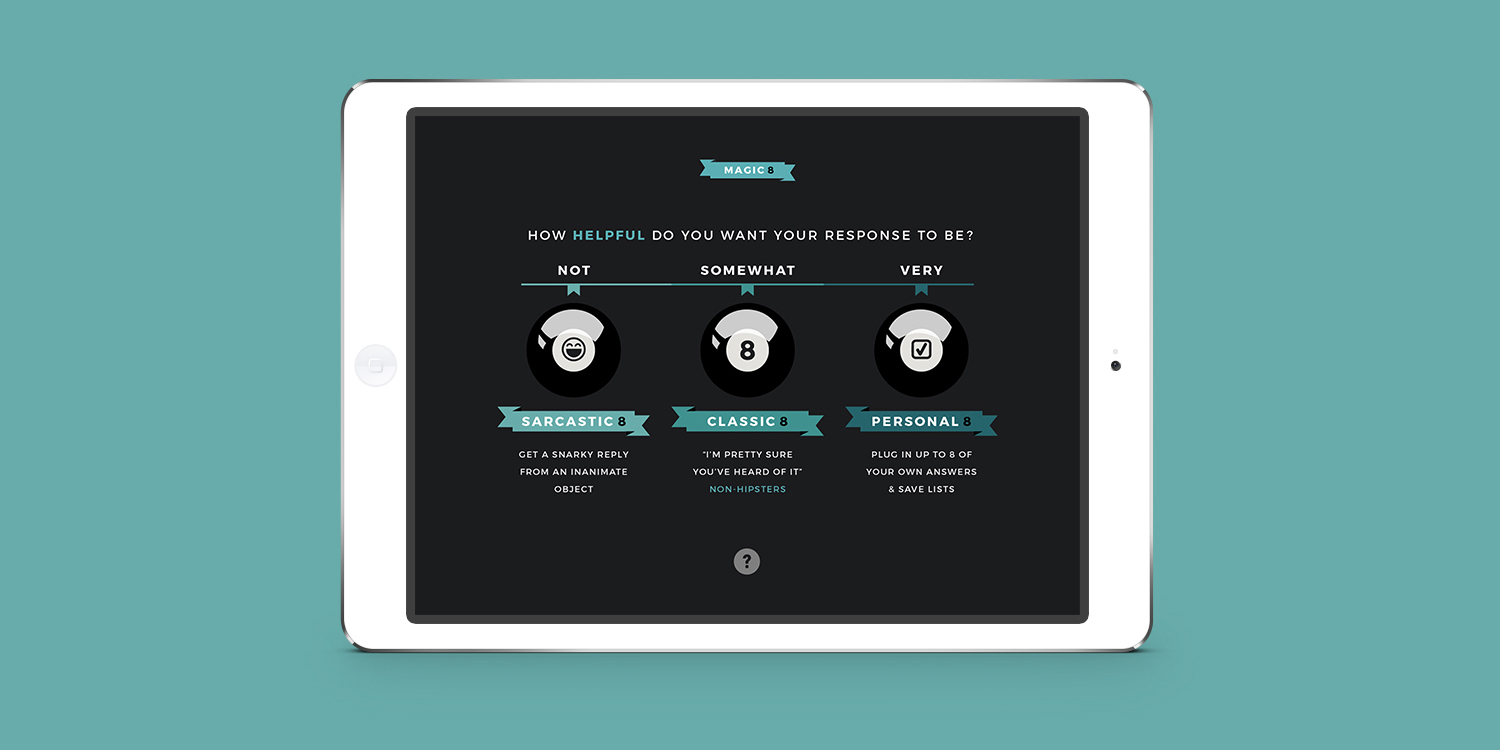 MAGIC 8
HOW HELPFUL DO YOU WANT YOUR RESPONSE TO BE?
NOT
SOMEWHAT
VERY
8
SARCASTIC 8
GET A SNARKY REPLY
FROM AN INANIMATE
OBJECT
CLASSIC 8
"I'M PRETTY SURE
YOU'VE HEARD OF IT"
NON-HIPSTERS
PERSONAL 8
PLUG IN UP TO 8 OF
YOUR OWN ANSWERS
& SAVE LISTS
?